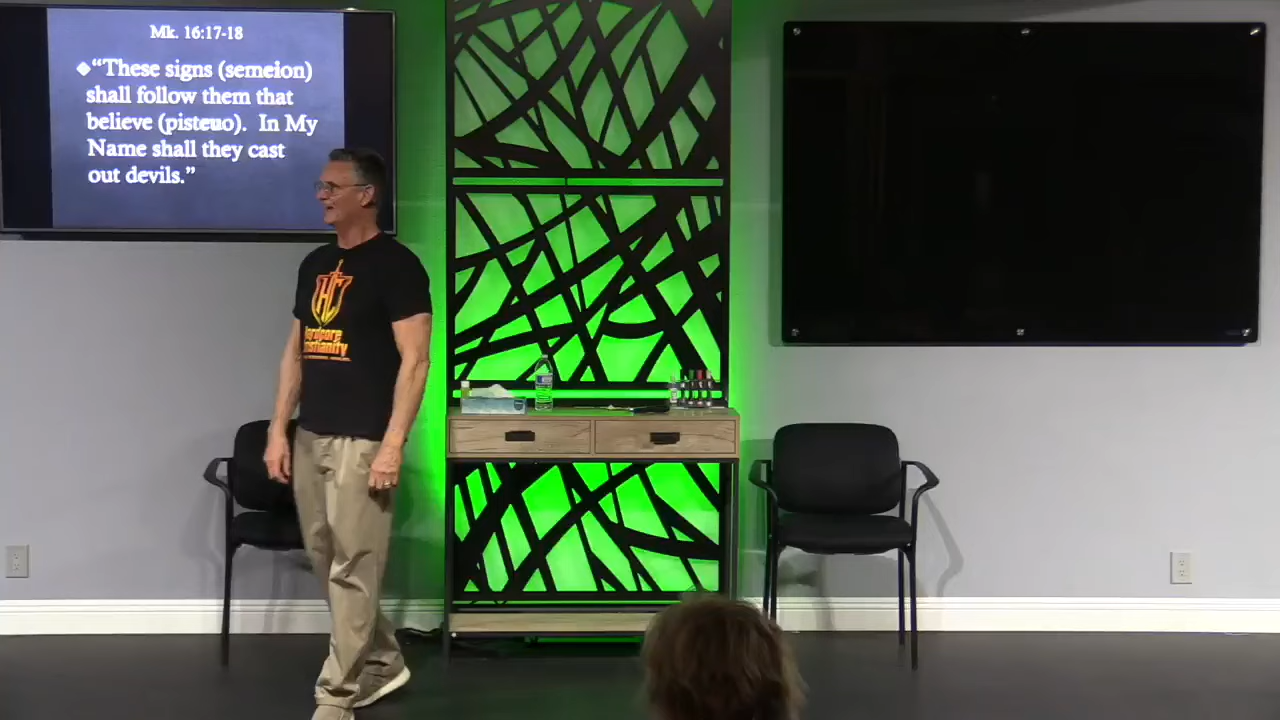 Mk. 16:17-18
◆“These signs (semeion)
shall follow them that
believe (pisteuo). In My
Name shall they cast
out devils.”
HC